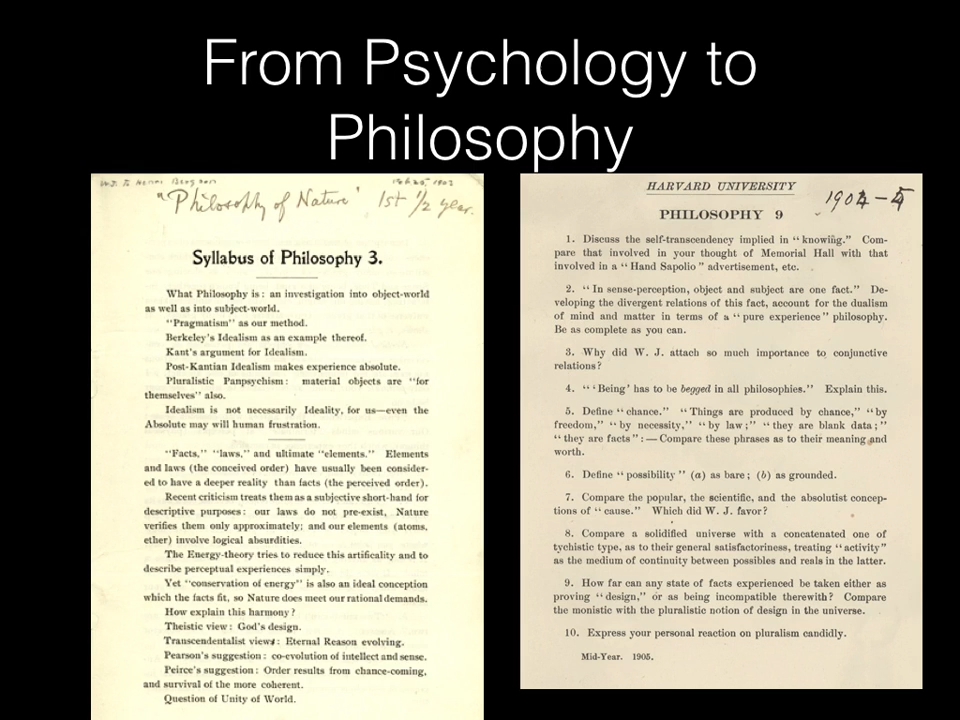 From Psychology to
Philosophy
W.J. to Henri Bergson Feb 25, 1903
"Philosophy of Nature" 1st 1/2 year.
Syllabus of Philosophy 3.
What Philosophy is: an investigation into object-world
as well as into subject-world.
"Pragmatism" as our method.
Berkeley's Idealism as an example thereof.
Kant's argument for Idealism.
Post-Kantian Idealism makes experience absolute.
Pluralistic Panpsychism: material objects are "for
themselves" also.
Idealism is not necessarily Ideality, for us—even the
Absolute may will human frustration.
"Facts," "laws," and ultimate "elements." Elements
and laws (the conceived order) have usually been consider-
ed to have a deeper reality than facts (the perceived order).
Recent criticism treats them as a subjective short-hand for
descriptive purposes: our laws do not pre-exist, Nature
verifies them only approximately; and our elements (atoms,
ether) involve logical absurdities.
The Energy-theory tries to reduce this artificality and to
describe perceptual experiences simply.
Yet "conservation of energy" is also an ideal conception
which the facts fit, so Nature does meet our rational demands.
How explain this harmony?
Theistic view: God's design.
Transcendentalist views: Eternal Reason evolving.
Pearson's suggestion: co-evolution of intellect and sense.
Peirce's suggestion: Order results from chance-coming,
and survival of the more coherent.
Question of Unity of World.
HARVARD UNIVERSITY
1904-5
PHILOSOPHY 9
1. Discuss the self-transcendency implied in "knowing." Com-
pare that involved in your thought of Memorial Hall with that
involved in a "Hand Sapolio" advertisement, etc.
2. "In sense-perception, object and subject are one fact." De-
veloping the divergent relations of this fact, account for the dualism
of mind and matter in terms of a "pure experience" philosophy.
Be as complete as you can.
3. Why did W. J. attach so much importance to conjunctive
relations?
4. "'Being' has to be begged in all philosophies." Explain this.
5. Define "chance." "Things are produced by chance," "by
freedom," "by necessity," "by law;" "they are blank data;"
"they are facts":—Compare these phrases as to their meaning and
worth.
6. Define "possibility" (a) as bare; (b) as grounded.
7. Compare the popular, the scientific, and the absolutist concep-
tions of "cause." Which did W. J. favor?
8. Compare a solidified universe with a concatenated one of
tychistic type, as to their general satisfactoriness, treating "activity"
as the medium of continuity between possibles and reals in the latter.
9. How far can any state of facts experienced be taken either as
proving "design," or as being incompatible therewith? Compare
the monistic with the pluralistic notion of design in the universe.
10. Express your personal reaction on pluralism candidly.
Mid-Year. 1905.